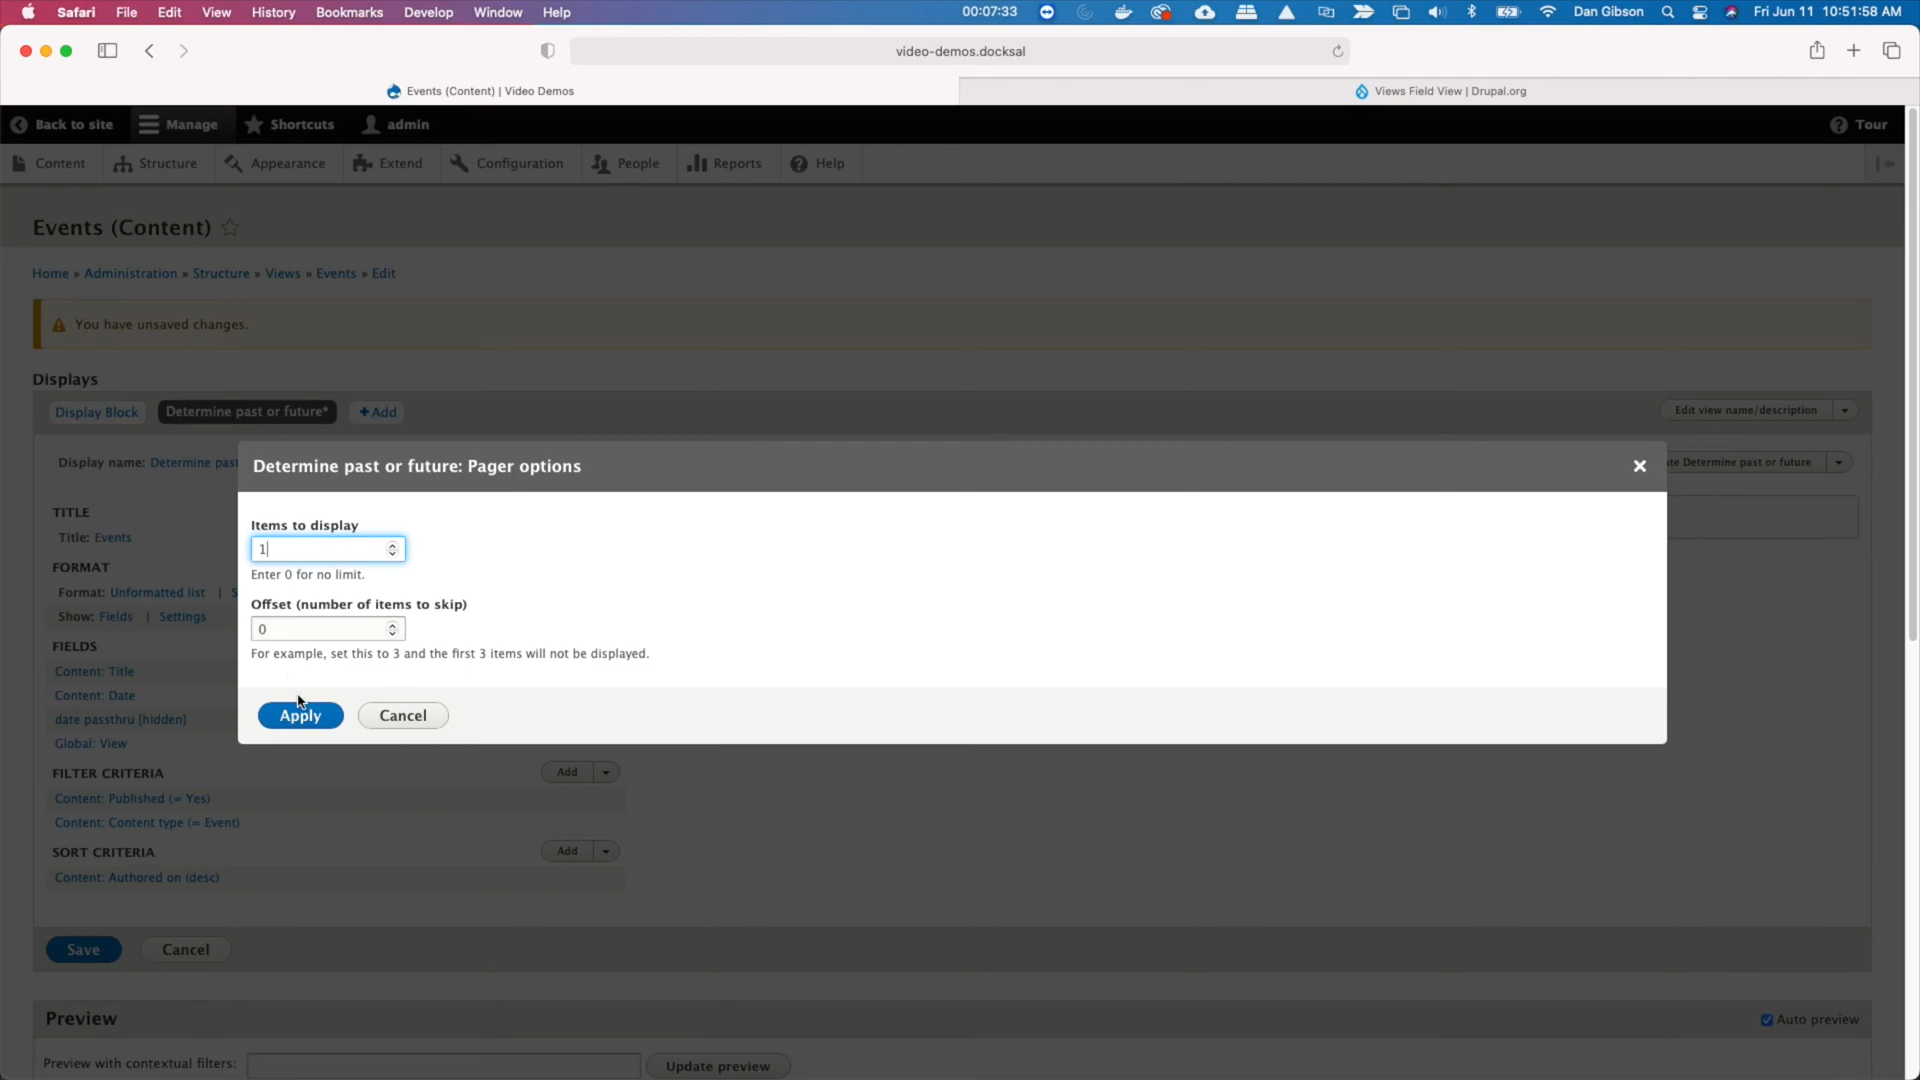 Safari File Edit View History Bookmarks Develop Window Help 00:07:33 Dan Gibson Fri Jun 11 10:51:58 AM
video-demos.docksal
Events (Content) | Video Demos Views Field View | Drupal.org
Back to site Manage Shortcuts admin Tour
Content Structure Appearance Extend Configuration People Reports Help
Events (Content)
Home » Administration » Structure » Views » Events » Edit
You have unsaved changes.
Displays
Display Block Determine past or future* +Add Edit view name/description
Display name: Determine past Determine past or future
Determine past or future: Pager options
TITLE
Title: Events
FORMAT
Format: Unformatted list | S
Show: Fields | Settings
FIELDS
Content: Title
Content: Date
date passthru [hidden]
Global: View
Items to display
1
Enter 0 for no limit.
Offset (number of items to skip)
0
For example, set this to 3 and the first 3 items will not be displayed.
Apply Cancel
FILTER CRITERIA Add
Content: Published (= Yes)
Content: Content type (= Event)
SORT CRITERIA Add
Content: Authored on (desc)
Save Cancel
Preview Auto preview
Preview with contextual filters: Update preview